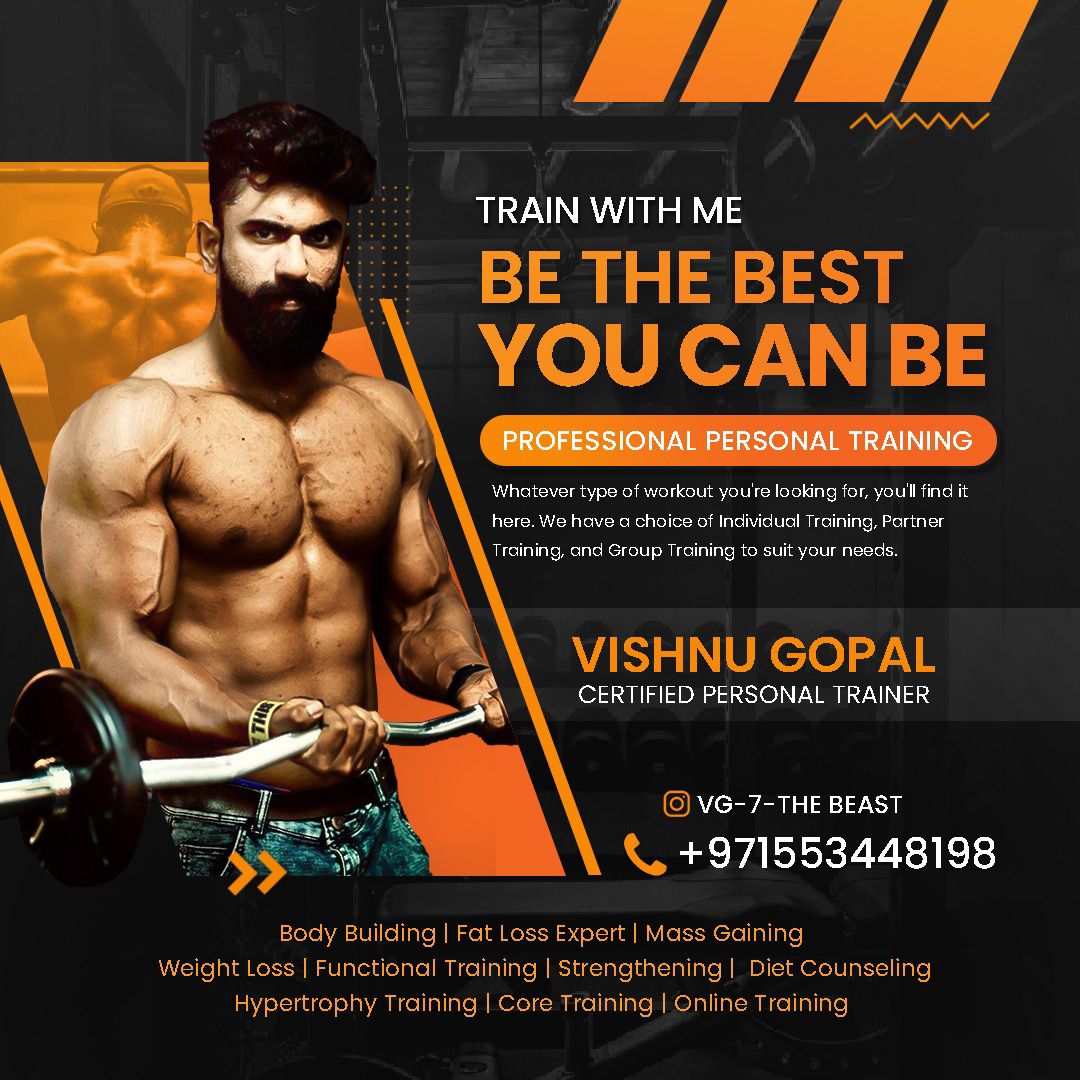 TRAIN WITH ME
BE THE BEST
YOU CAN BE
PROFESSIONAL PERSONAL TRAINING
Whatever type of workout you're looking for, you'll find it
here. We have a choice of Individual Training, Partner
Training, and Group Training to suit your needs.
VISHNU GOPAL
CERTIFIED PERSONAL TRAINER
VG-7-THE BEAST
+971553448198
Body Building | Fat Loss Expert | Mass Gaining
Weight Loss | Functional Training | Strengthening | Diet Counseling
Hypertrophy Training | Core Training | Online Training